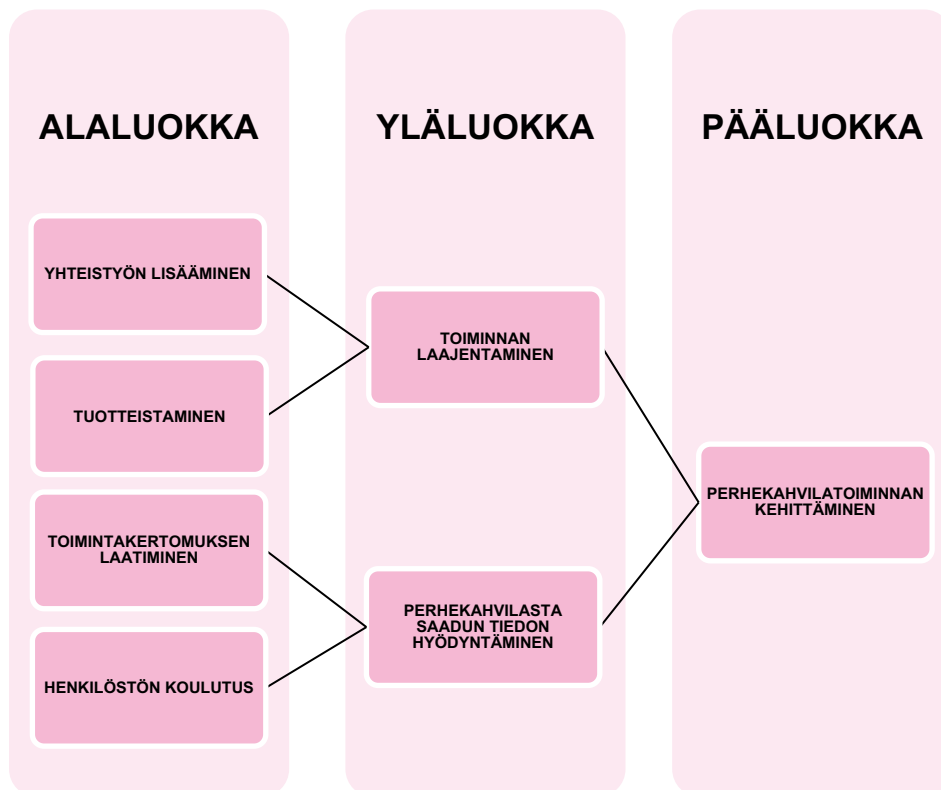 ALALUOKKA
YHTEISTYÖN LISÄÄMINEN
TUOTTEISTAMINEN
TOIMINTAKERTOMUKSEN
LAATIMINEN
HENKILÖSTÖN KOULUTUS
YLÄLUOKKA
TOIMINNAN
LAAJENTAMINEN
PERHEKAHVILASTA
SAADUN TIEDON
HYÖDYNTÄMINEN
PÄÄLUOKKA
PERHEKAHVILATOIMINNAN
KEHITTÄMINEN